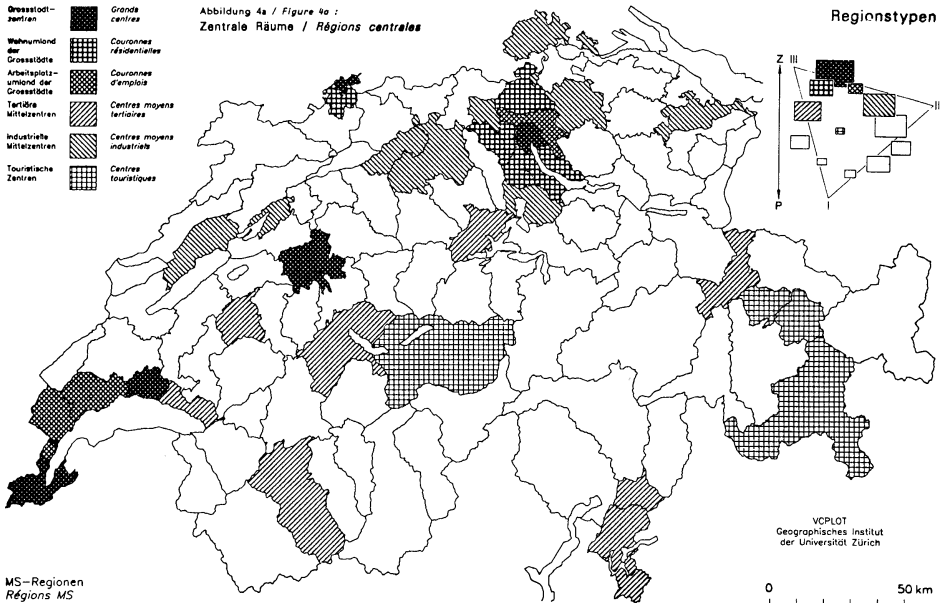 Grossstadt-
zentren
Grands
centres
Wohnumland
der
Grossstädte
Couronnes
résidentielles
Arbeitsplatz-
umland der
Grossstädte
Couronnes
d'emplois
Tertiäre
Mittelzentren
Centres moyens
tertiaires
Industrielle
Mittelzentren
Centres moyens
industriels
Touristische
Zentren
Centres
touristiques
Abbildung 4a / Figure 4a :
Zentrale Räume / Régions centrales
Regionstypen
Z III
II
P
I
VCPLOT
Geographisches Institut
der Universität Zürich
MS-Regionen
Régions MS
0 50 km